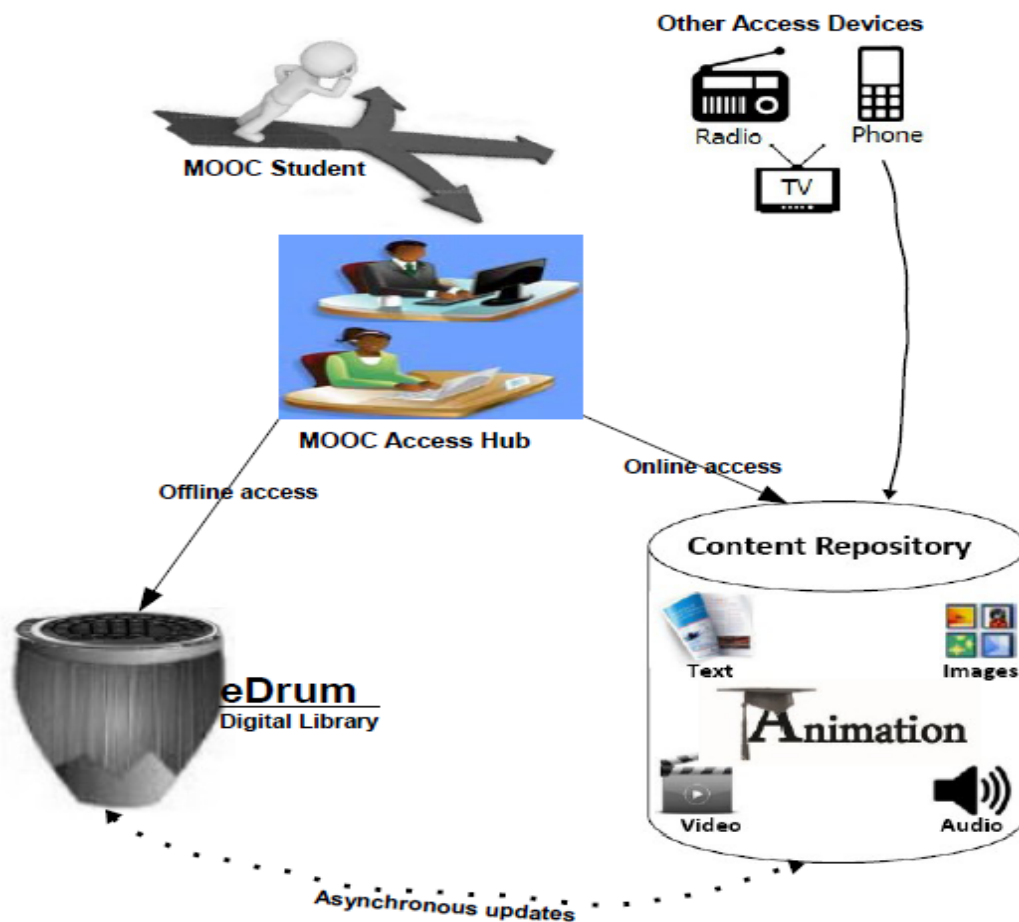 Other Access Devices
Radio
Phone
TV
MOOC Student
MOOC Access Hub
Offline access
Online access
Content Repository
Text
Images
Animation
Video
Audio
eDrum
Digital Library
Asynchronous updates